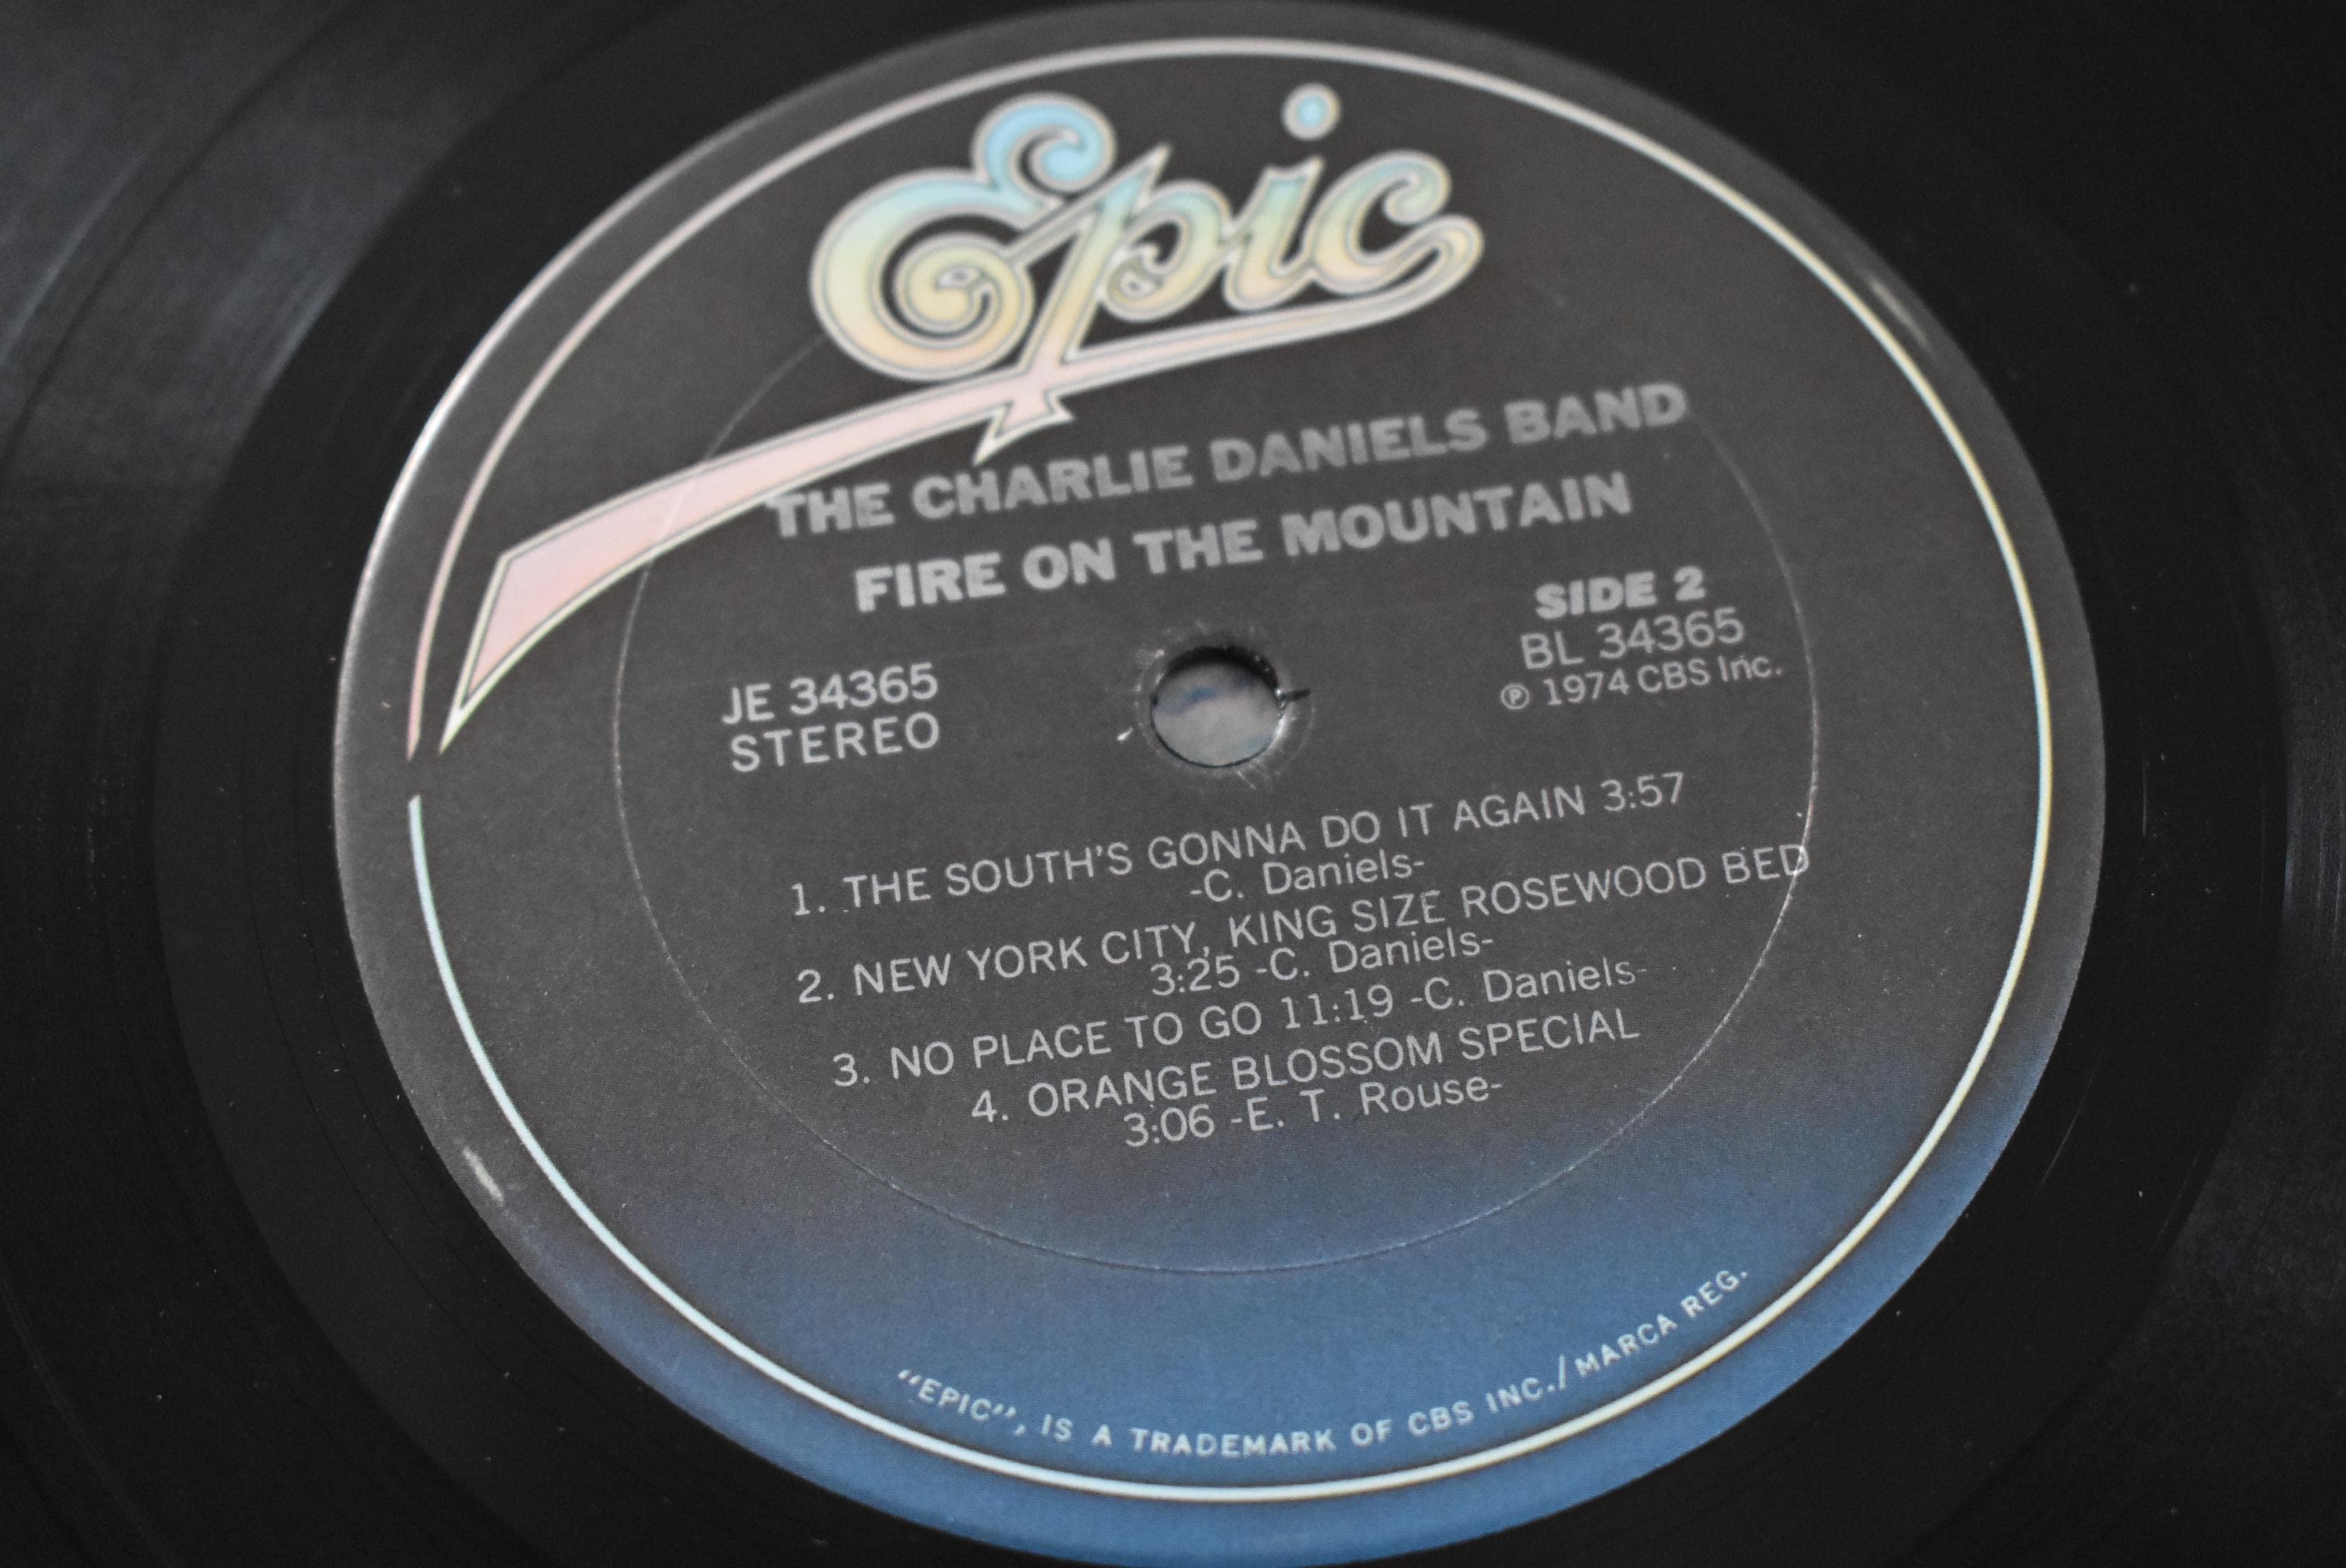 Epic
THE CHARLIE DANIELS BAND
FIRE ON THE MOUNTAIN
SIDE 2
JE 34365
BL 34365
STEREO
℗ 1974 CBS Inc.
1. THE SOUTH'S GONNA DO IT AGAIN 3:57
-C. Daniels-
2. NEW YORK CITY, KING SIZE ROSEWOOD BED
3:25 -C. Daniels-
3. NO PLACE TO GO 11:19 -C. Daniels-
4. ORANGE BLOSSOM SPECIAL
3:06 -E. T. Rouse-
"EPIC", IS A TRADEMARK OF CBS INC./MARCA REG.